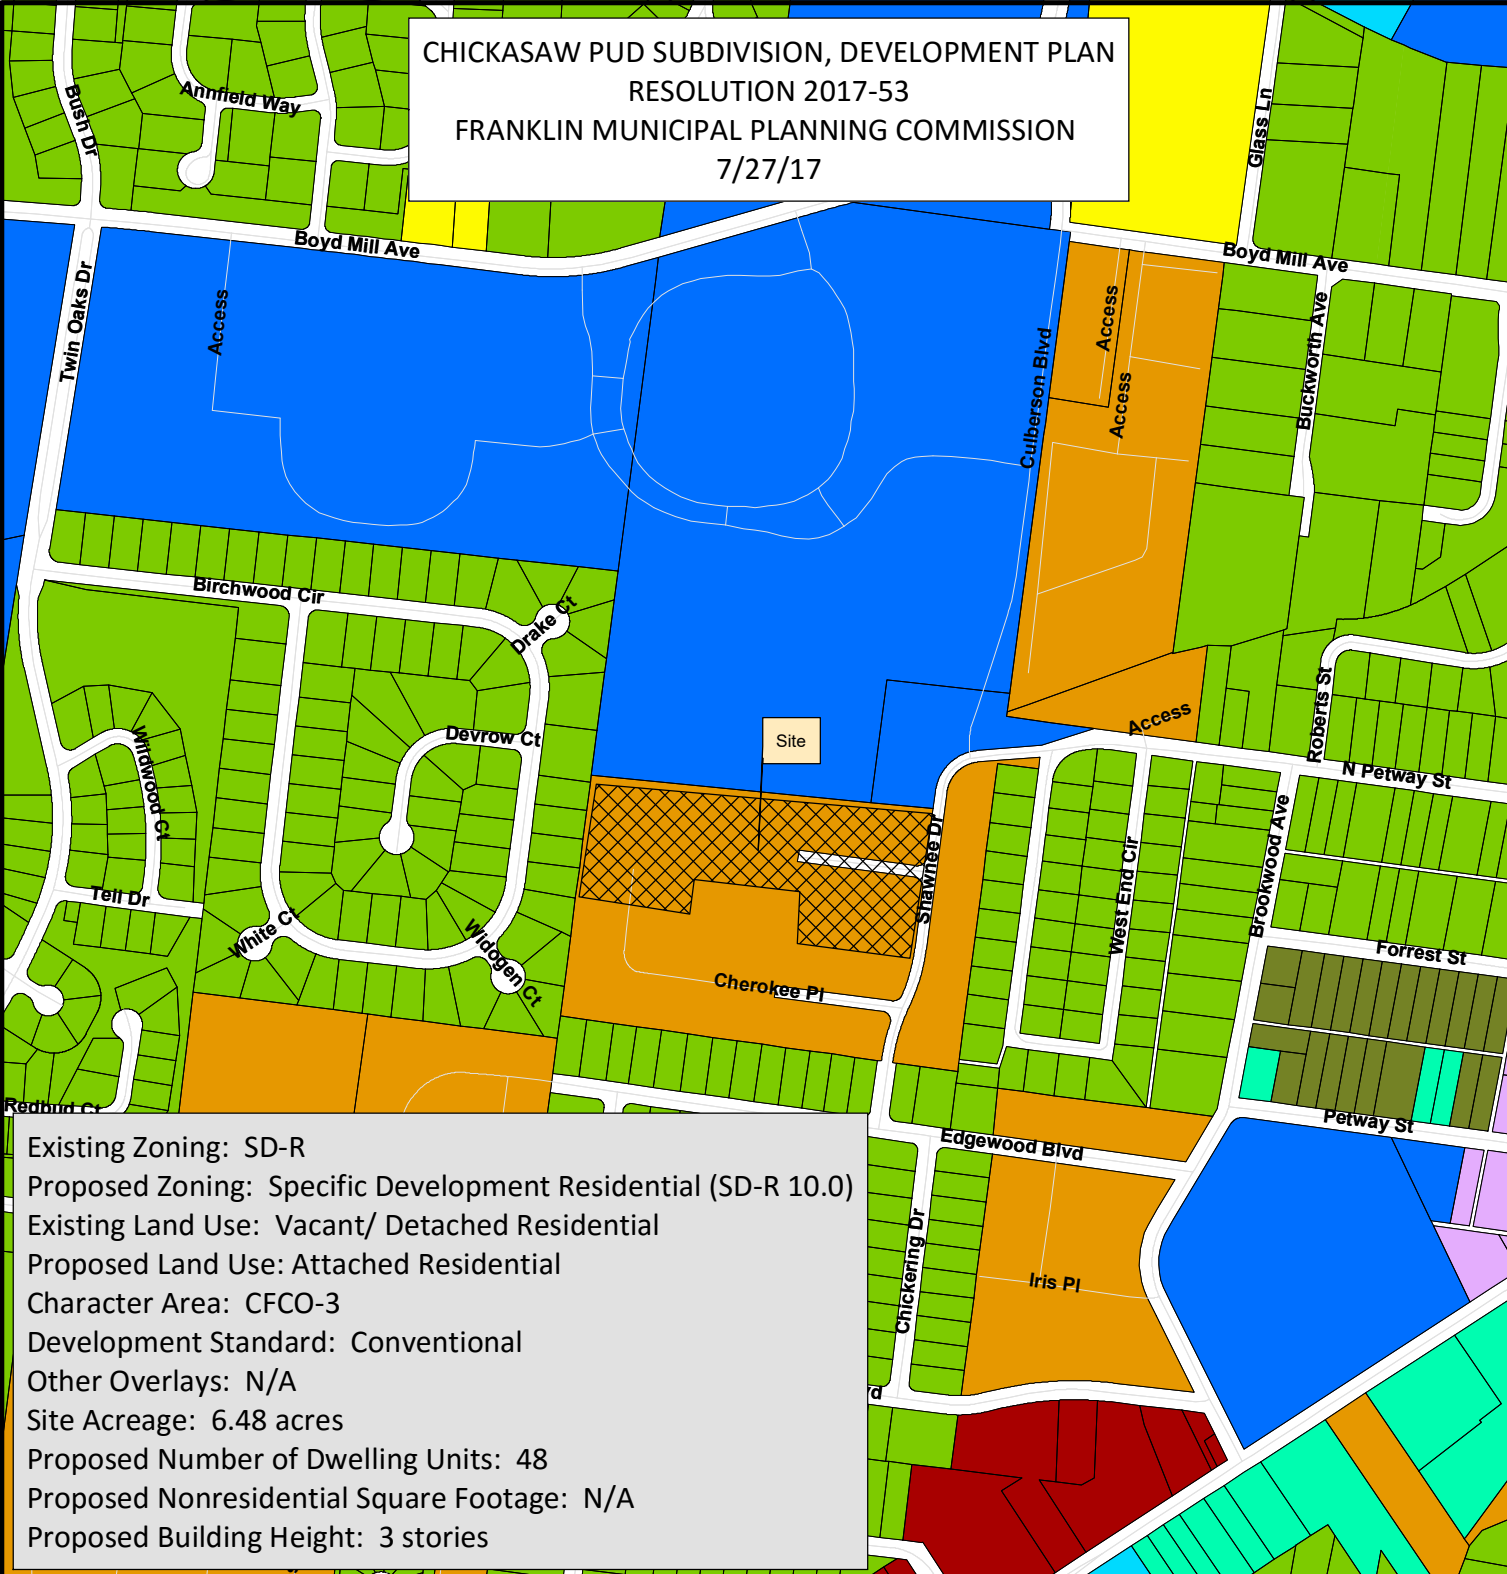 CHICKASAW PUD SUBDIVISION, DEVELOPMENT PLAN
RESOLUTION 2017-53
FRANKLIN MUNICIPAL PLANNING COMMISSION
7/27/17
Bush Dr
Annfield Way
Glass Ln
Boyd Mill Ave
Boyd Mill Ave
Twin Oaks Dr
Access
Culberson Blvd
Access
Access
Buckworth Ave
Birchwood Cir
Drake Ct
Devrow Ct
Wildwood Ct
Site
Access
Roberts St
N Petway St
Tell Dr
White Ct
Widogen Ct
Shawnee Dr
West End Cir
Brookwood Ave
Forrest St
Cherokee Pl
Redbud Ct
Petway St
Edgewood Blvd
Chickering Dr
Iris Pl
vd
Existing Zoning: SD-R
Proposed Zoning: Specific Development Residential (SD-R 10.0)
Existing Land Use: Vacant/ Detached Residential
Proposed Land Use: Attached Residential
Character Area: CFCO-3
Development Standard: Conventional
Other Overlays: N/A
Site Acreage: 6.48 acres
Proposed Number of Dwelling Units: 48
Proposed Nonresidential Square Footage: N/A
Proposed Building Height: 3 stories